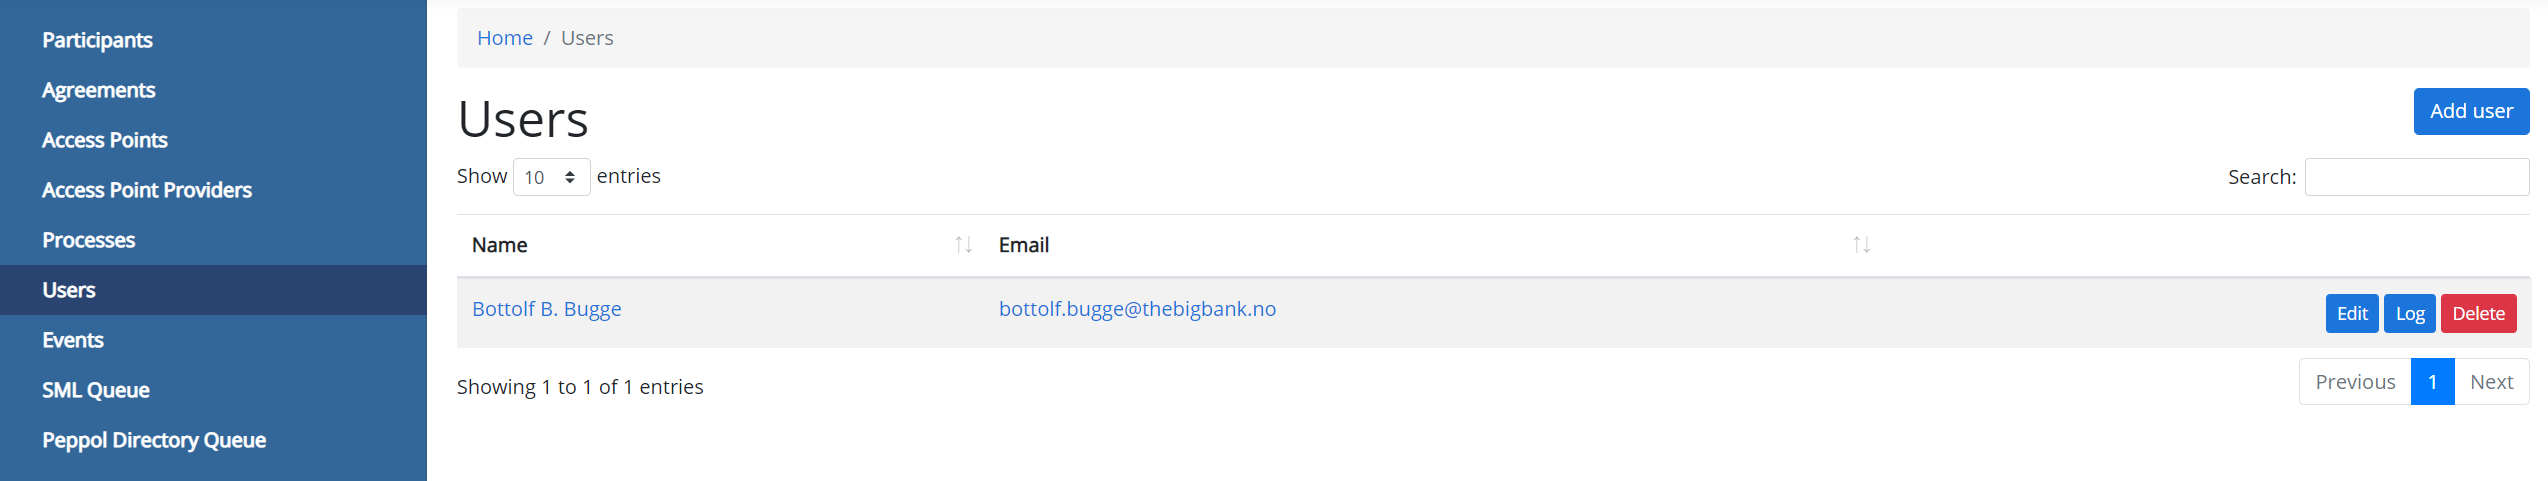 Participants
Agreements
Access Points
Access Point Providers
Processes
Users
Events
SML Queue
Peppol Directory Queue
Home / Users
Users
Add user
Show 10 entries
Search:
Name Email
Bottolf B. Bugge bottolf.bugge@thebigbank.no Edit Log Delete
Showing 1 to 1 of 1 entries
Previous 1 Next